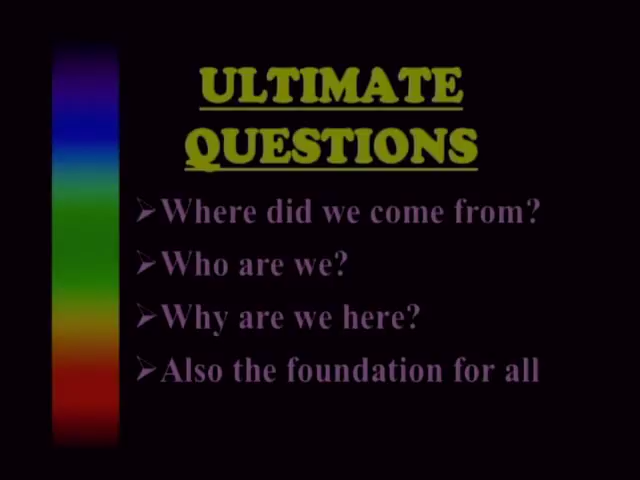 ULTIMATE
QUESTIONS
Where did we come from?
Who are we?
Why are we here?
Also the foundation for all